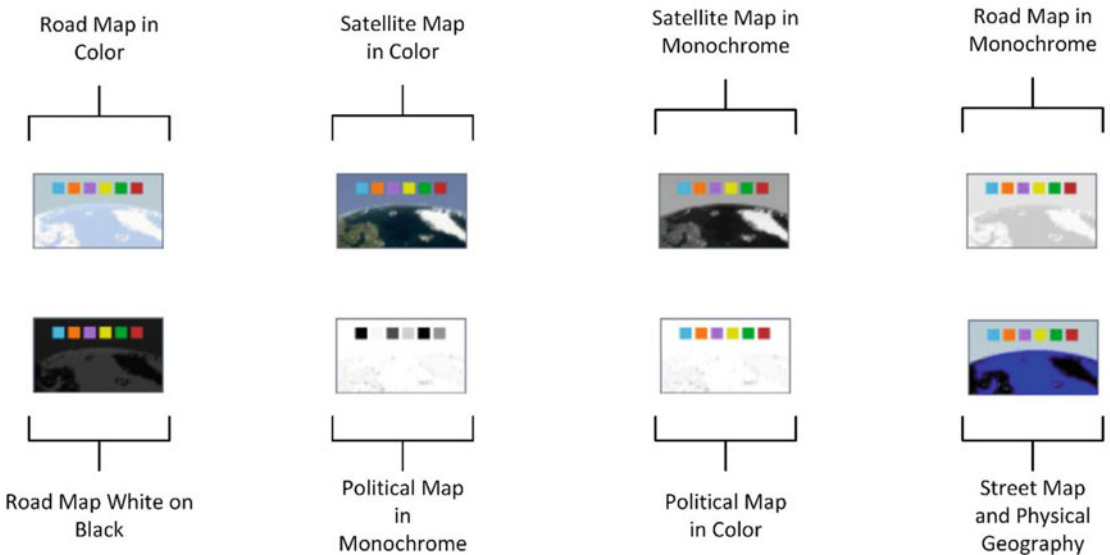 Road Map in
Color
Satellite Map
in Color
Satellite Map in
Monochrome
Road Map in
Monochrome
Road Map White on
Black
Political Map
in
Monochrome
Political Map
in Color
Street Map
and Physical
Geography